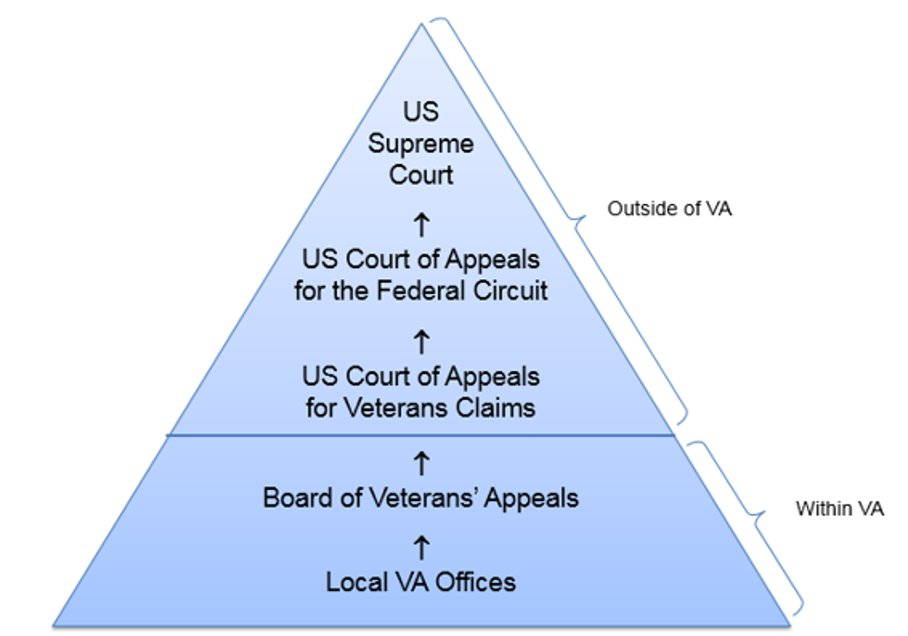 US
Supreme
Court
↑
Outside of VA
US Court of Appeals
for the Federal Circuit
↑
US Court of Appeals
for Veterans Claims
↑
Board of Veterans’ Appeals
Within VA
↑
Local VA Offices